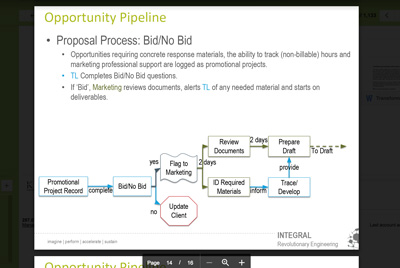 Opportunity Pipeline
• Proposal Process: Bid/No Bid
• Opportunities requiring concrete response materials, the ability to track (non-billable) hours and
marketing professional support are logged as promotional projects.
• TL Completes Bid/No Bid questions.
• If 'Bid', Marketing reviews documents, alerts TL of any needed material and starts on
deliverables.
Promotional
Project Record
complete
Bid/No Bid
yes
no
Flag to
Marketing
Update
Client
2 days
Review
Documents
2 days
Prepare
Draft
To Draft
ID Required
Materials
inform
Trace/
Develop
provide
imagine | perform | accelerate | sustain
INTEGRAL
Revolutionary Engineering
Page 14 / 16
Opportunity Pipeline